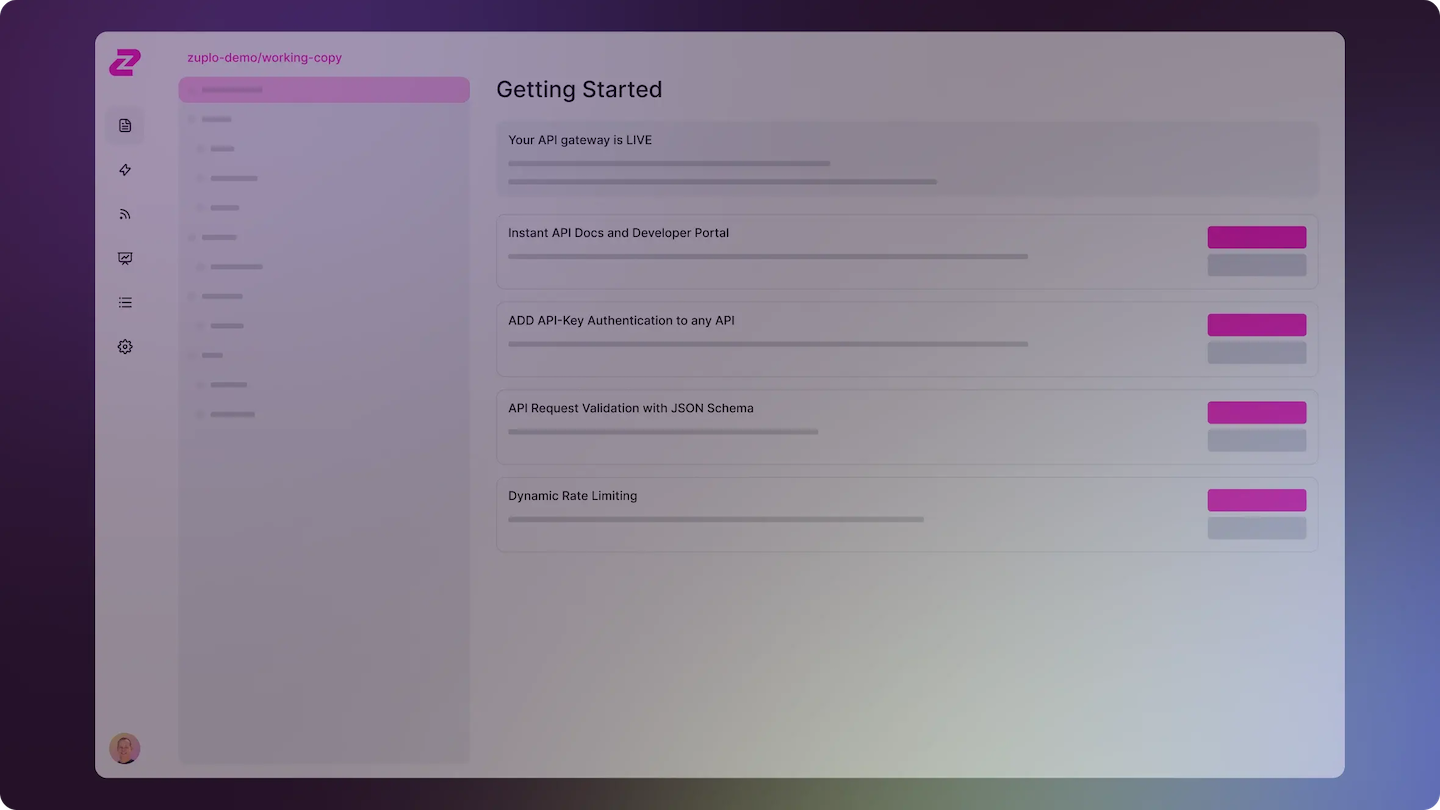 zuplo-demo/working-copy
Getting Started
Your API gateway is LIVE
Instant API Docs and Developer Portal
ADD API-Key Authentication to any API
API Request Validation with JSON Schema
Dynamic Rate Limiting